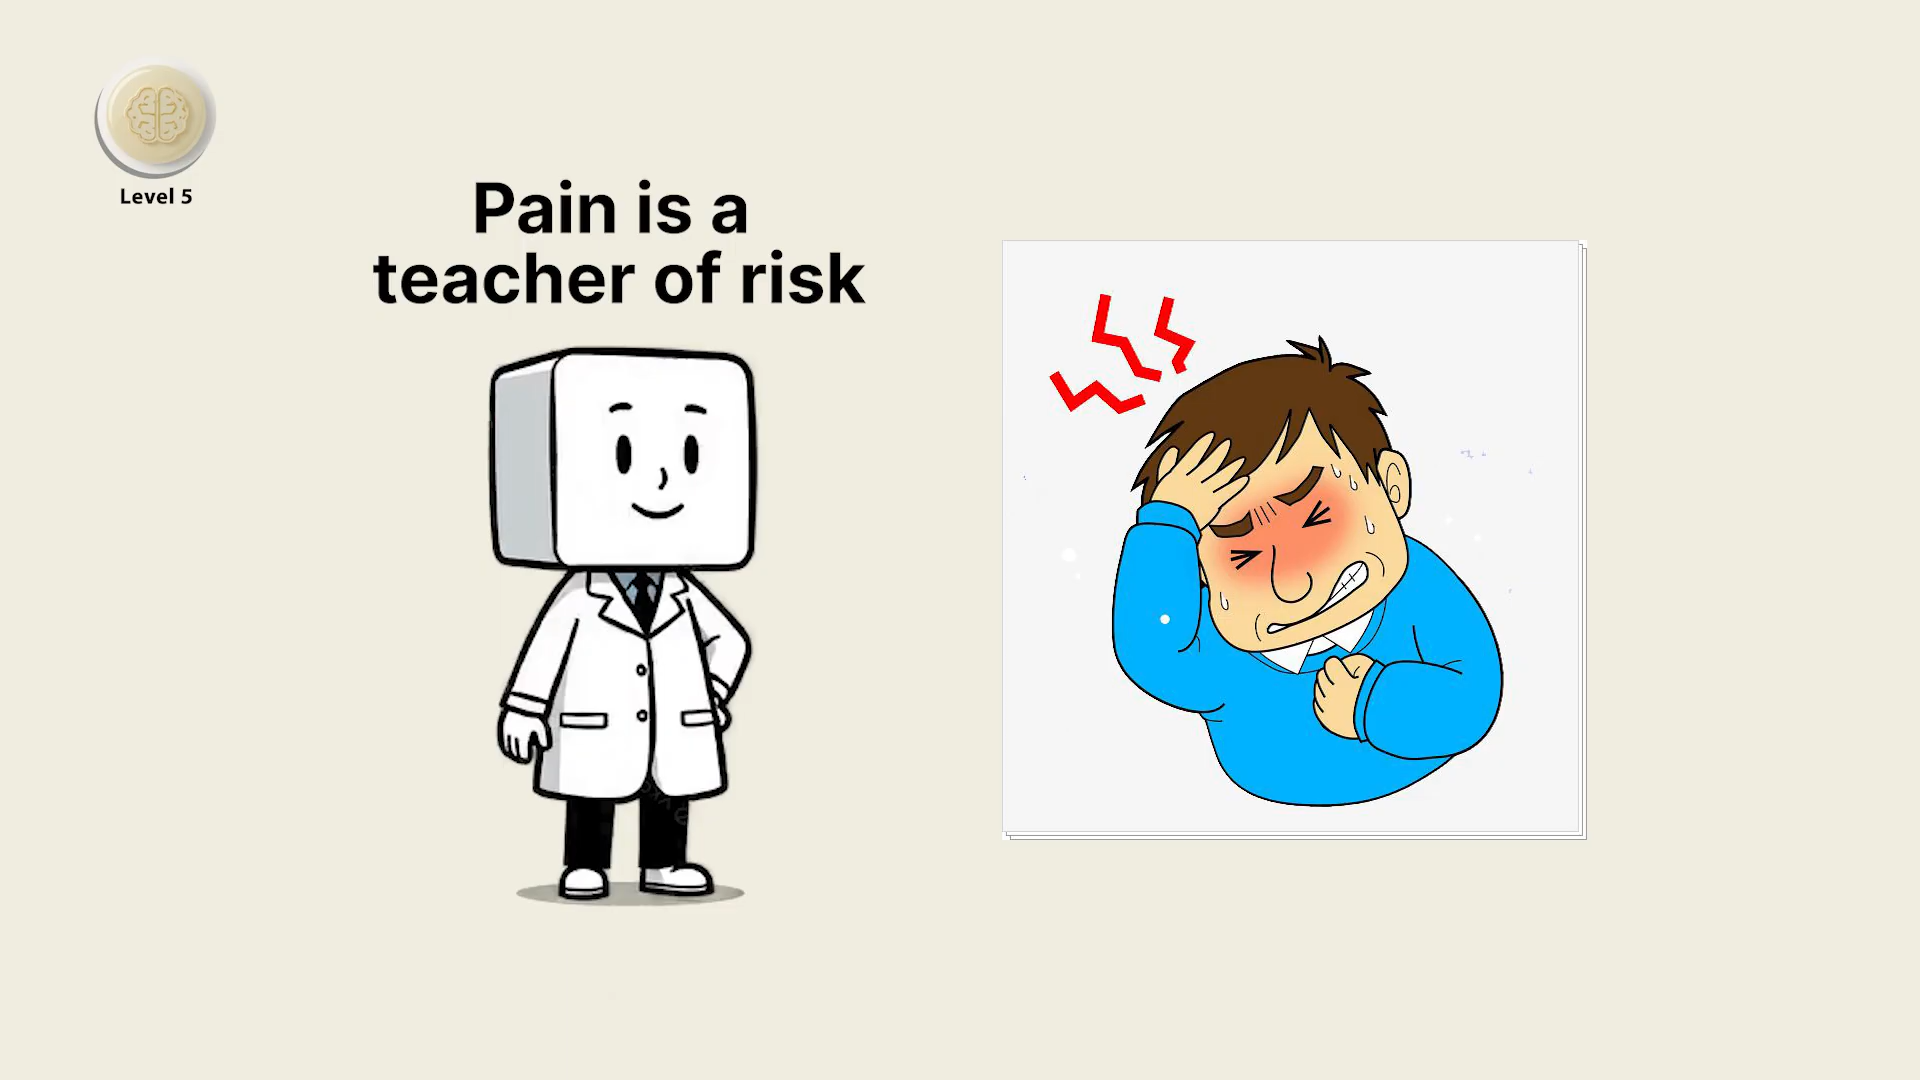 Level 5
Pain is a
teacher of risk